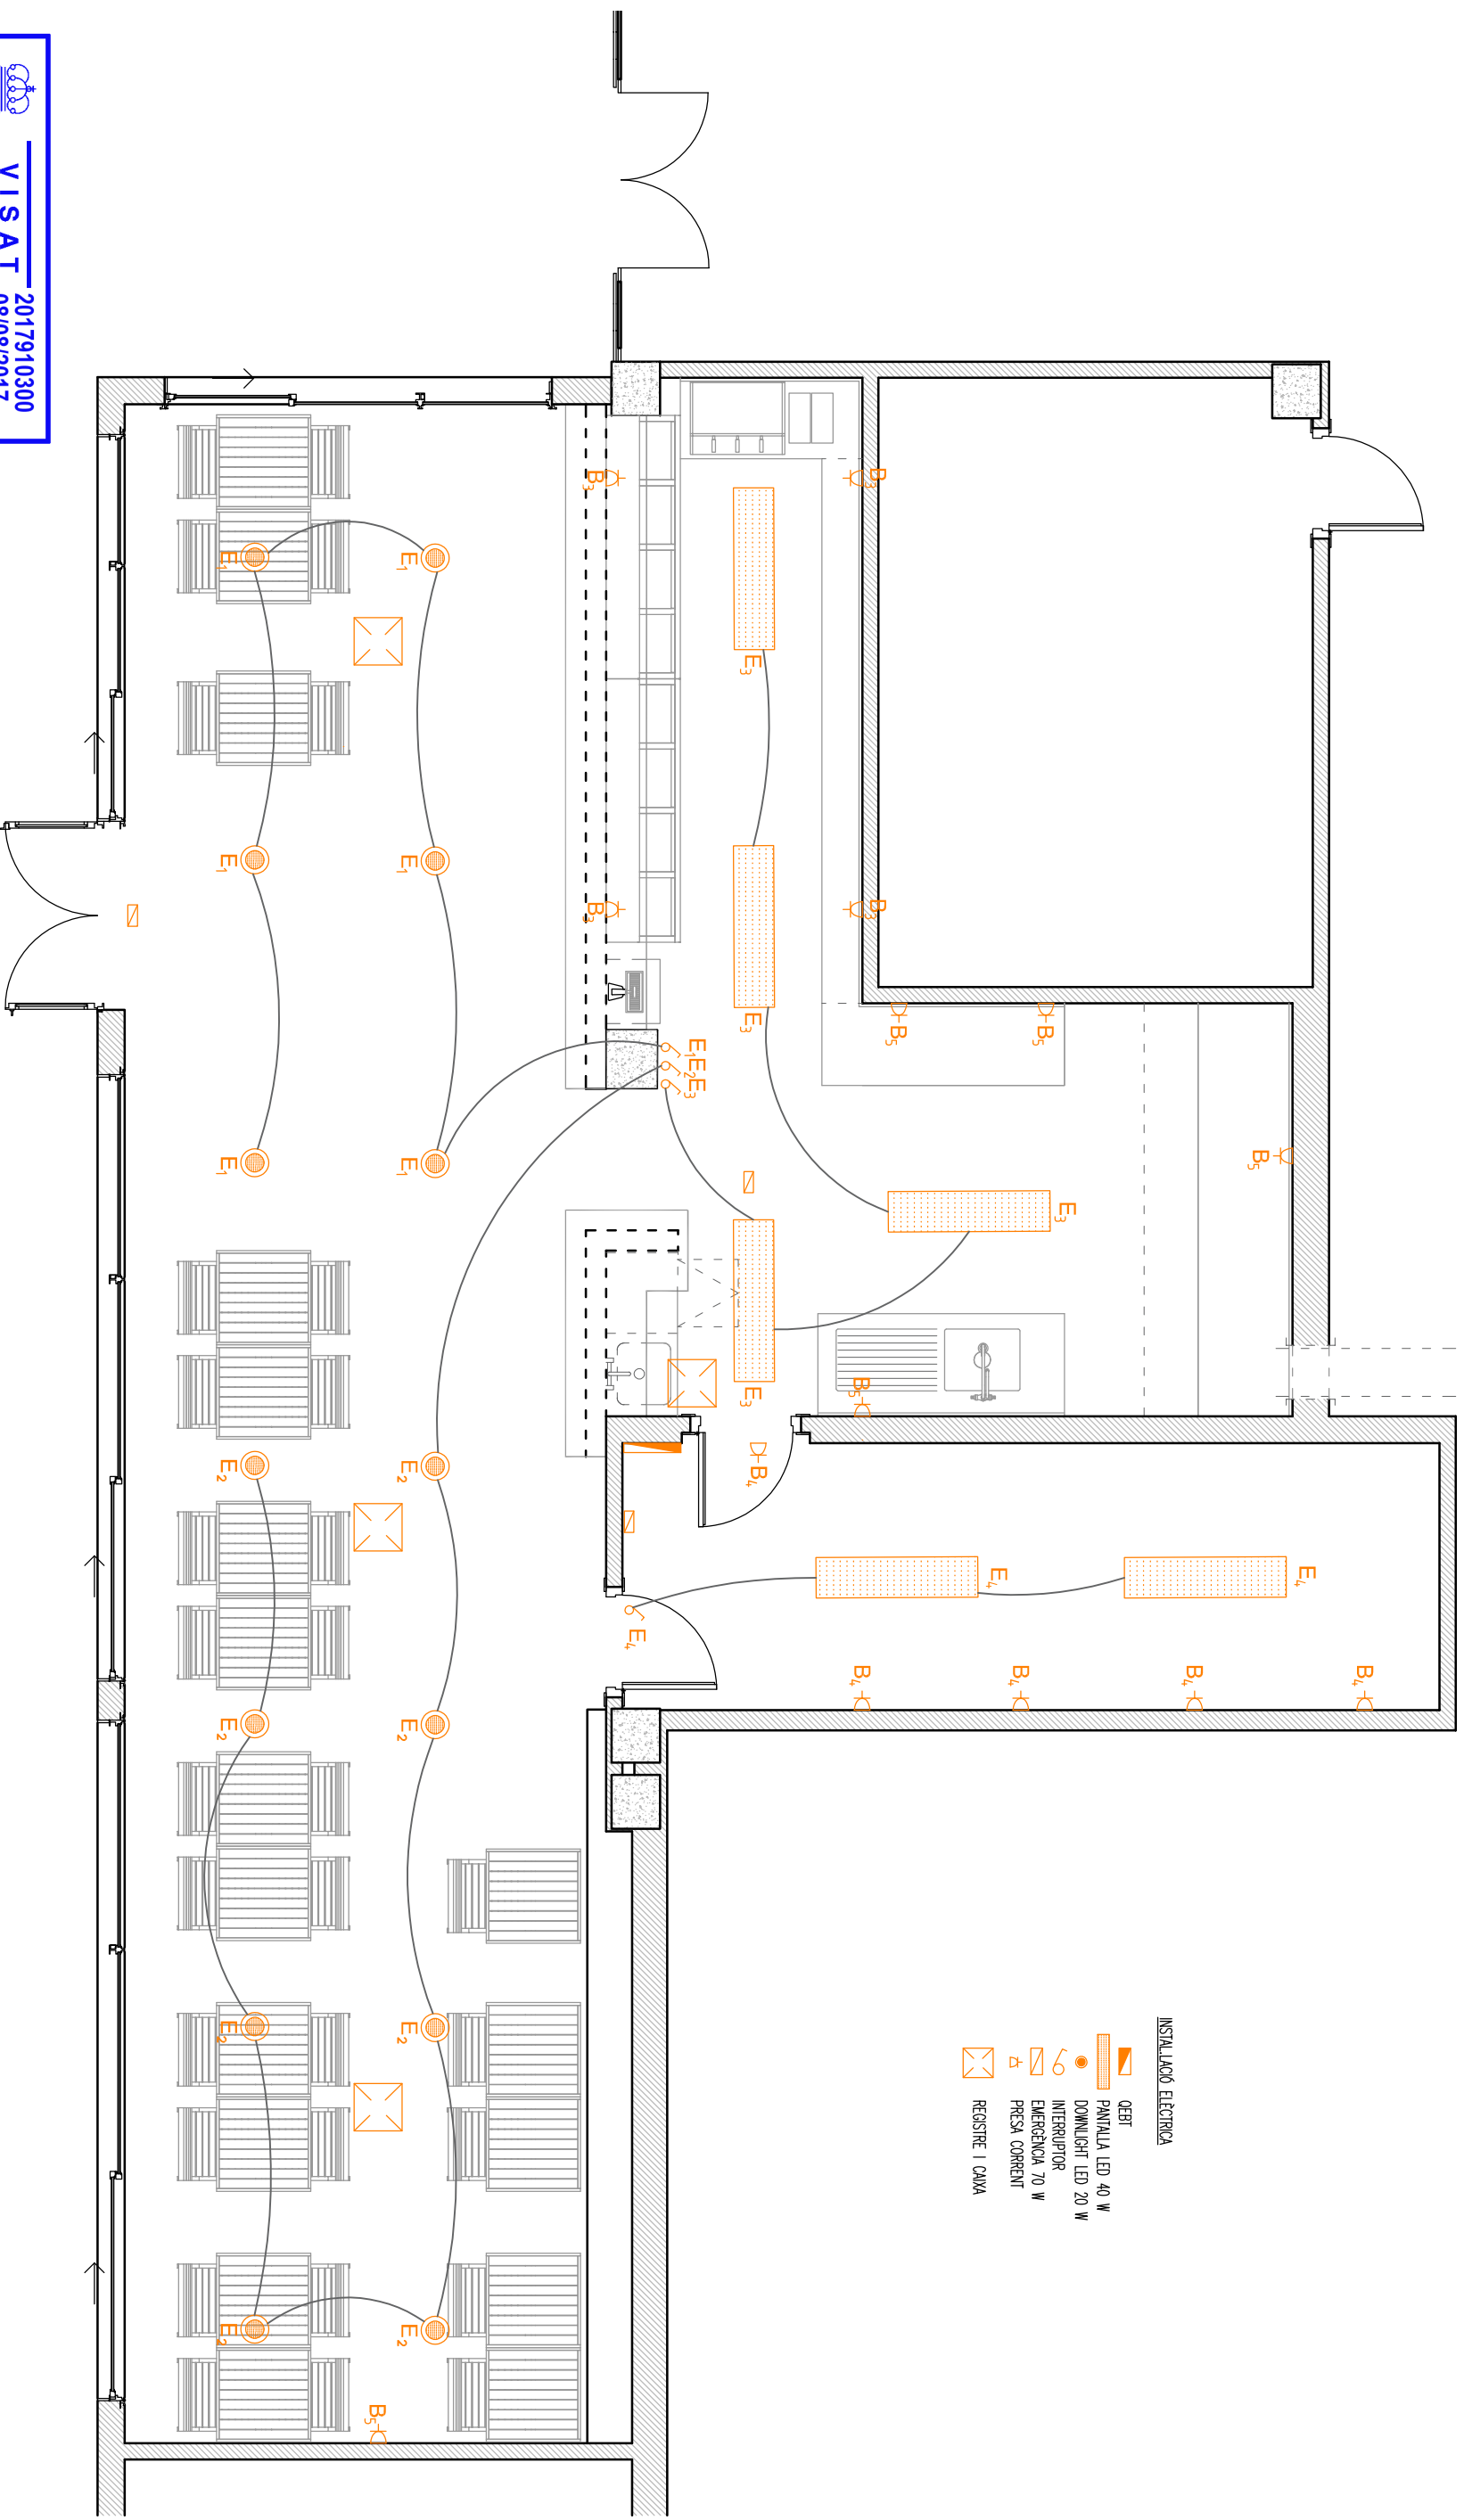 B4
E4
B5
B4
INSTAL.LACIÓ ELÈCTRICA
QEBT
PANTALLA LED 40 W
DOWNLIGHT LED 20 W
INTERRUPTOR
EMERGÈNCIA 70 W
PRESA CORRENT
REGISTRE I CAIXA
E3
B5
B4
E4
B5
B3
B3
B5
B4
B4
E3
E3
E3
E1E2E3
E4
B3
B3
E1
E1
E1
E2
E2
E2
E2
B5
E1
E1
E1
E2
E2
E2
E2
VISAT
2017910300